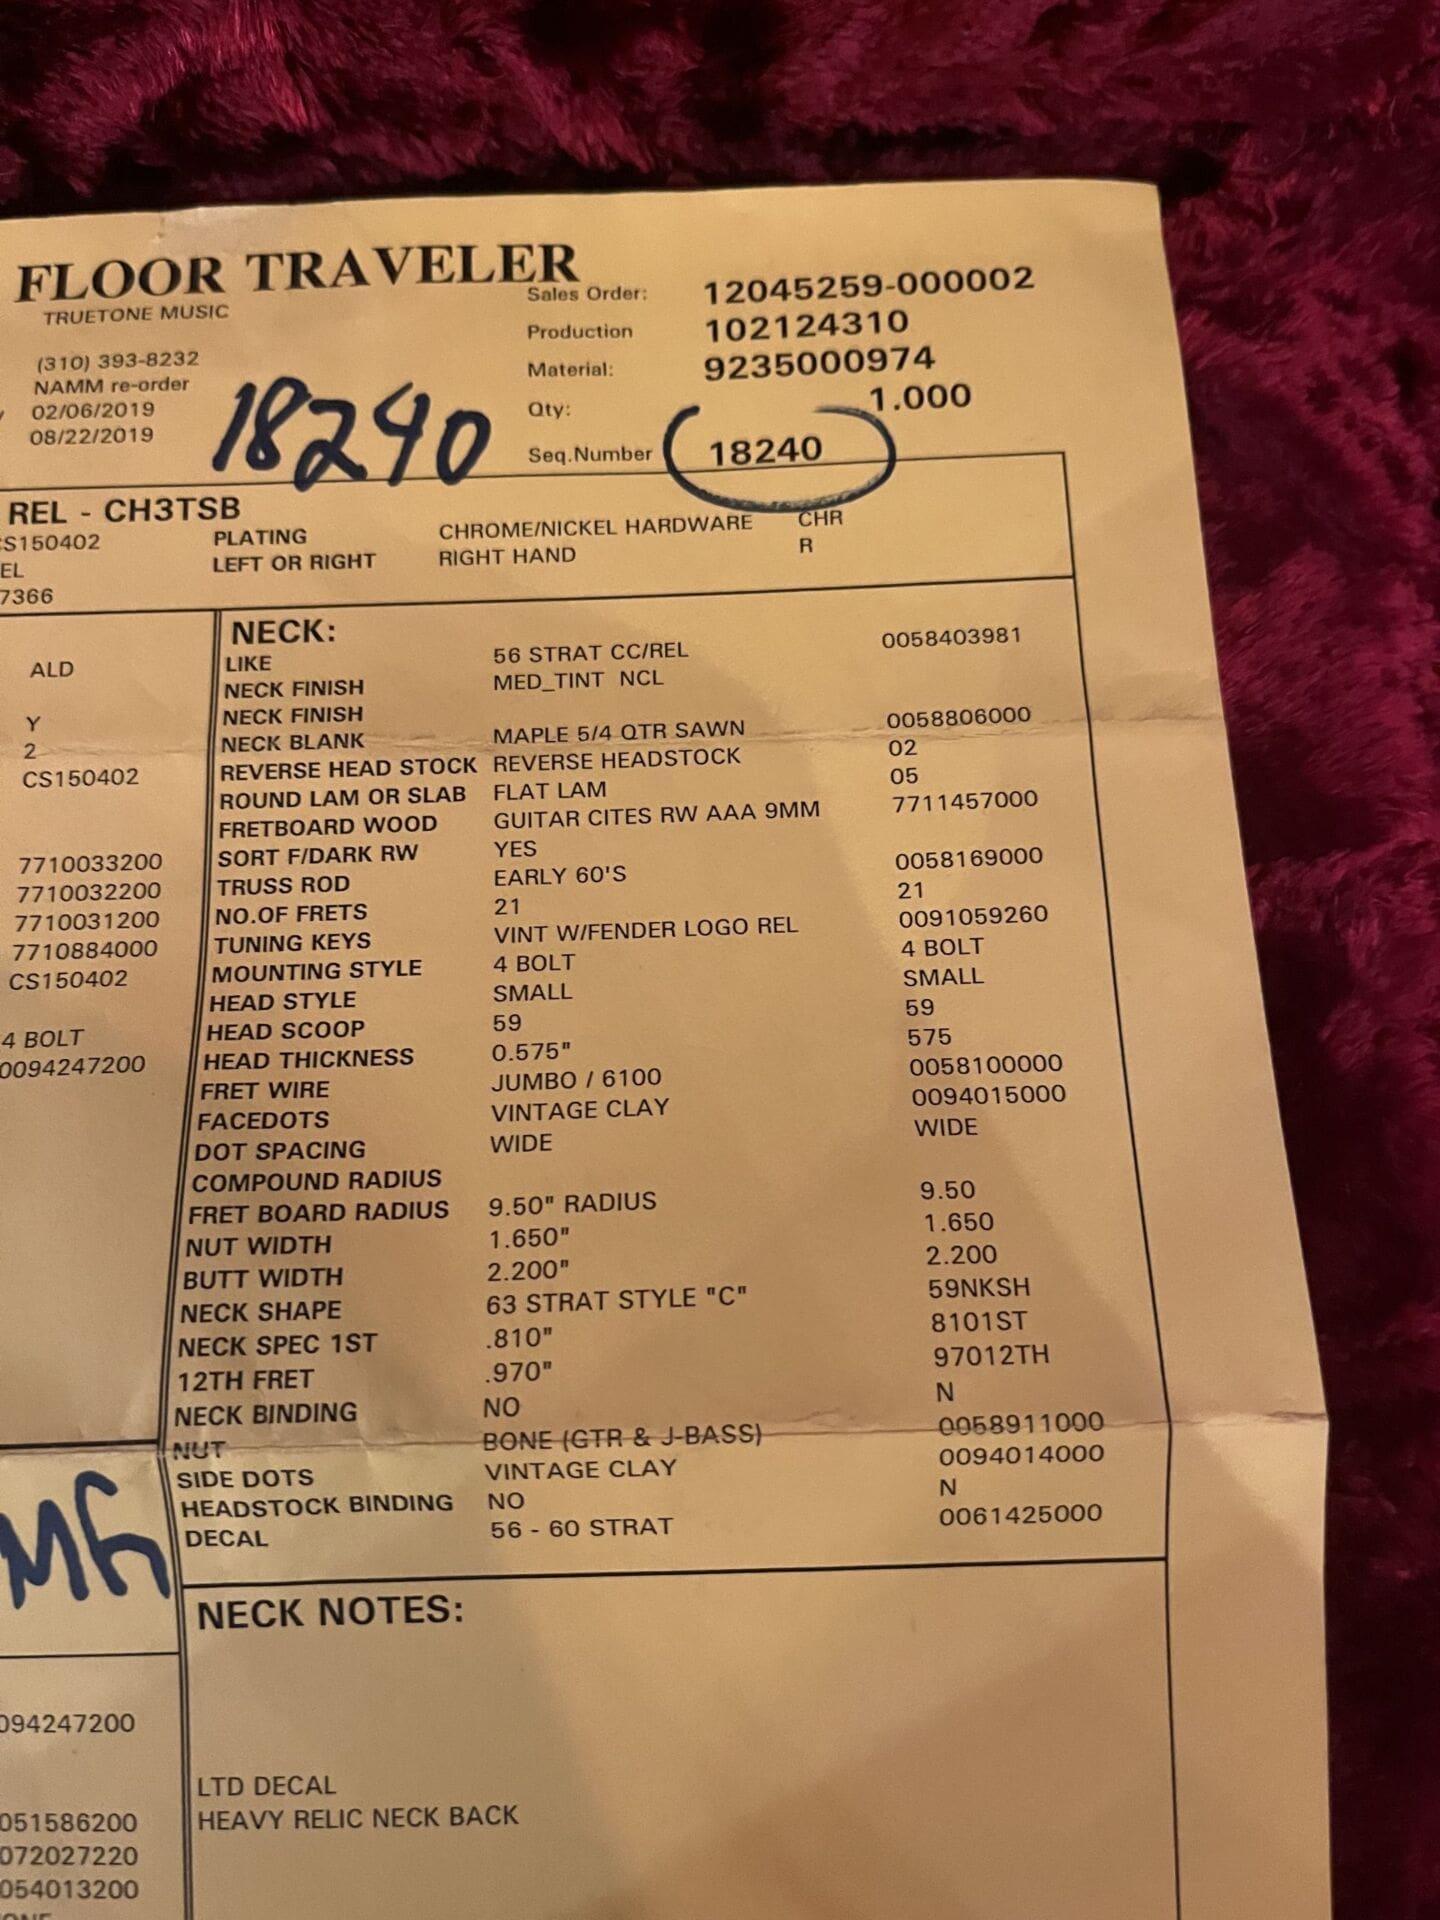 FLOOR TRAVELER
TRUETONE MUSIC
(310) 393-8232
NAMM re-order
02/06/2019
08/22/2019
18240
Sales Order: 12045259-000002
Production 102124310
Material: 9235000974
Qty: 1.000
Seq.Number 18240
REL - CH3TSB
CS150402 PLATING CHROME/NICKEL HARDWARE CHR
EL LEFT OR RIGHT RIGHT HAND R
7366
ALD
Y
2
CS150402
7710033200
7710032200
7710031200
7710884000
CS150402
4 BOLT
0094247200
NECK:
LIKE 56 STRAT CC/REL 0058403981
NECK FINISH MED_TINT NCL
NECK FINISH
NECK BLANK MAPLE 5/4 QTR SAWN 0058806000
REVERSE HEAD STOCK REVERSE HEADSTOCK 02
ROUND LAM OR SLAB FLAT LAM 05
FRETBOARD WOOD GUITAR CITES RW AAA 9MM 7711457000
SORT F/DARK RW YES
TRUSS ROD EARLY 60'S 0058169000
NO.OF FRETS 21 21
TUNING KEYS VINT W/FENDER LOGO REL 0091059260
MOUNTING STYLE 4 BOLT 4 BOLT
HEAD STYLE SMALL SMALL
HEAD SCOOP 59 59
HEAD THICKNESS 0.575" 575
FRET WIRE JUMBO / 6100 0058100000
FACEDOTS VINTAGE CLAY 0094015000
DOT SPACING WIDE WIDE
COMPOUND RADIUS
FRET BOARD RADIUS 9.50" RADIUS 9.50
NUT WIDTH 1.650" 1.650
BUTT WIDTH 2.200" 2.200
NECK SHAPE 63 STRAT STYLE "C" 59NKSH
NECK SPEC 1ST .810" 8101ST
12TH FRET .970" 97012TH
NECK BINDING NO N
NUT BONE (GTR & J-BASS) 0058911000
SIDE DOTS VINTAGE CLAY 0094014000
HEADSTOCK BINDING NO N
DECAL 56 - 60 STRAT 0061425000
NECK NOTES:
LTD DECAL
HEAVY RELIC NECK BACK
094247200
051586200
072027220
054013200